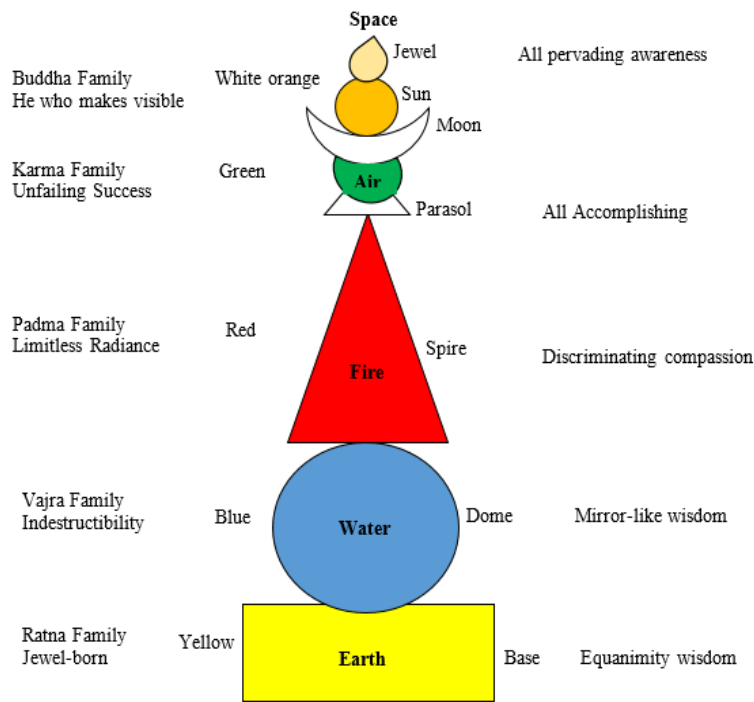 Space
Jewel
All pervading awareness
Buddha Family
He who makes visible
White orange
Sun
Moon
Karma Family
Unfailing Success
Green
Air
Parasol
All Accomplishing
Padma Family
Limitless Radiance
Red
Spire
Fire
Discriminating compassion
Vajra Family
Indestructibility
Blue
Water
Dome
Mirror-like wisdom
Ratna Family
Jewel-born
Yellow
Earth
Base
Equanimity wisdom